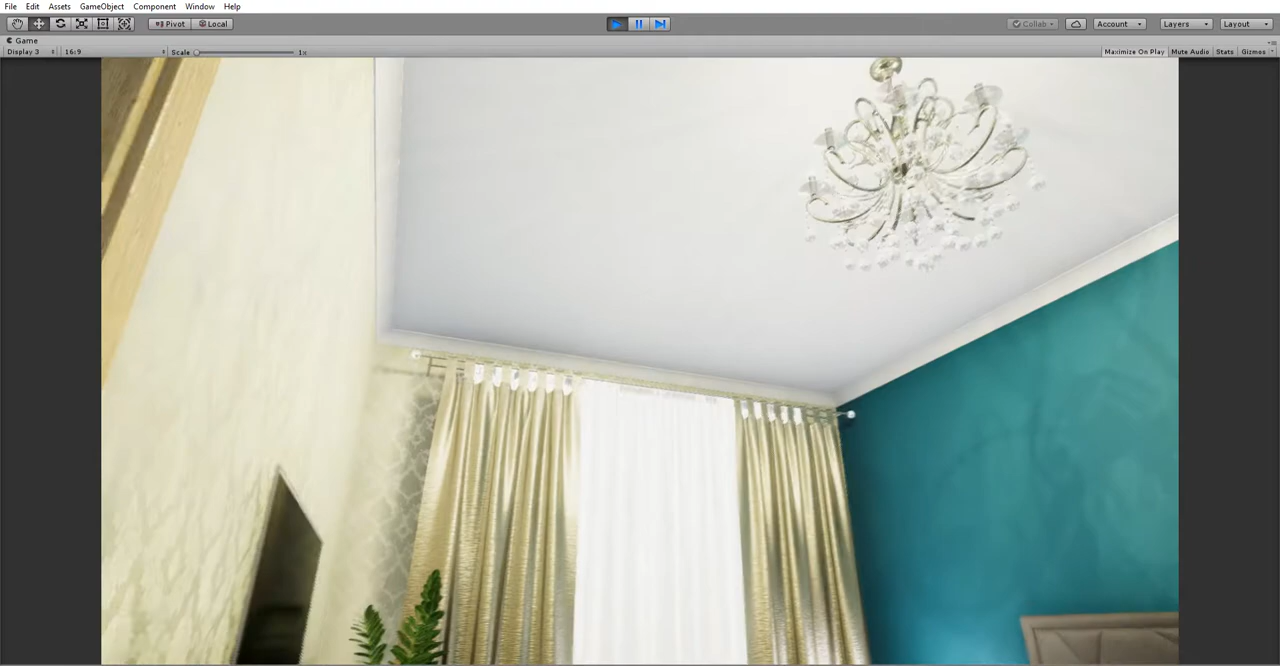 File Edit Assets GameObject Component Window Help
Pivot Local Collab Account Layers Layout
Game
Display 3 16:9 Scale 1x Maximize On Play Mute Audio Stats Gizmos